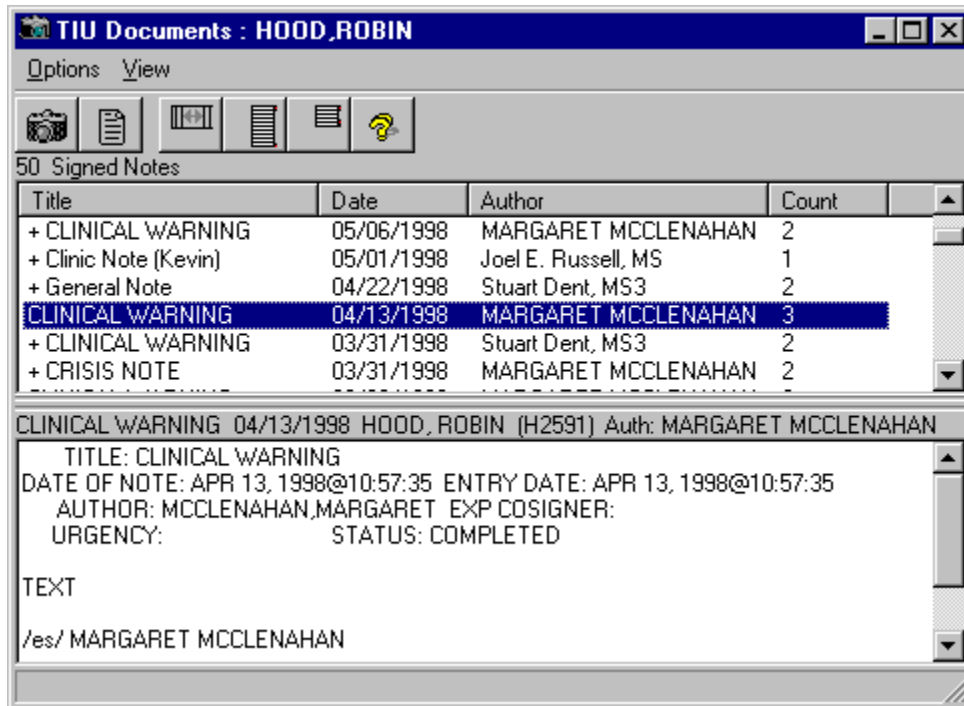 TIU Documents : HOOD,ROBIN
Options View
50 Signed Notes
Title Date Author Count
+ CLINICAL WARNING 05/06/1998 MARGARET MCCLENAHAN 2
+ Clinic Note (Kevin) 05/01/1998 Joel E. Russell, MS 1
+ General Note 04/22/1998 Stuart Dent, MS3 2
CLINICAL WARNING 04/13/1998 MARGARET MCCLENAHAN 3
+ CLINICAL WARNING 03/31/1998 Stuart Dent, MS3 2
+ CRISIS NOTE 03/31/1998 MARGARET MCCLENAHAN 2
CLINICAL WARNING 04/13/1998 HOOD, ROBIN (H2591) Auth: MARGARET MCCLENAHAN
TITLE: CLINICAL WARNING
DATE OF NOTE: APR 13, 1998@10:57:35 ENTRY DATE: APR 13, 1998@10:57:35
AUTHOR: MCCLENAHAN,MARGARET EXP COSIGNER:
URGENCY: STATUS: COMPLETED
TEXT
/es/ MARGARET MCCLENAHAN